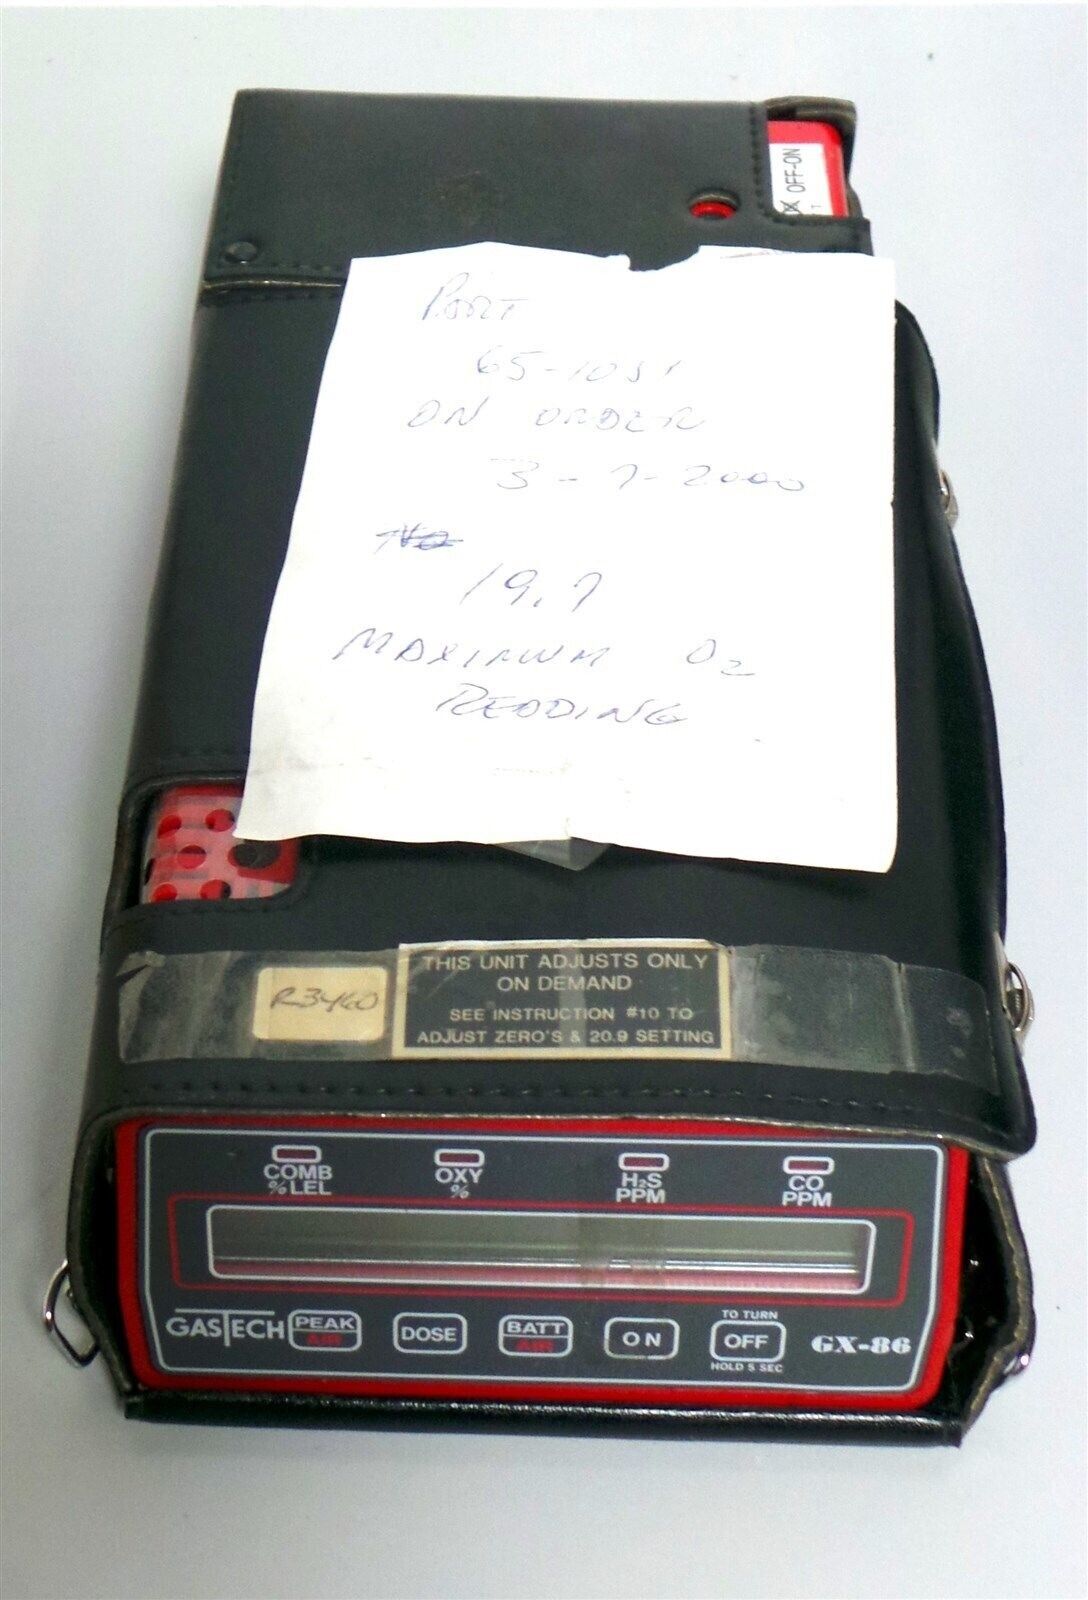 OFF-ON
PART
65-1051
ON ORDER
3-7-2000
No
19.7
MAXIMUM O2
REDDING
R3460
THIS UNIT ADJUSTS ONLY
ON DEMAND
SEE INSTRUCTION #10 TO
ADJUST ZERO'S & 20.9 SETTING
COMB OXY H2S CO
% LEL % PPM PPM
TO TURN
GASTECH PEAK DOSE BATT ON OFF GX-86
AIR AIR
HOLD 5 SEC